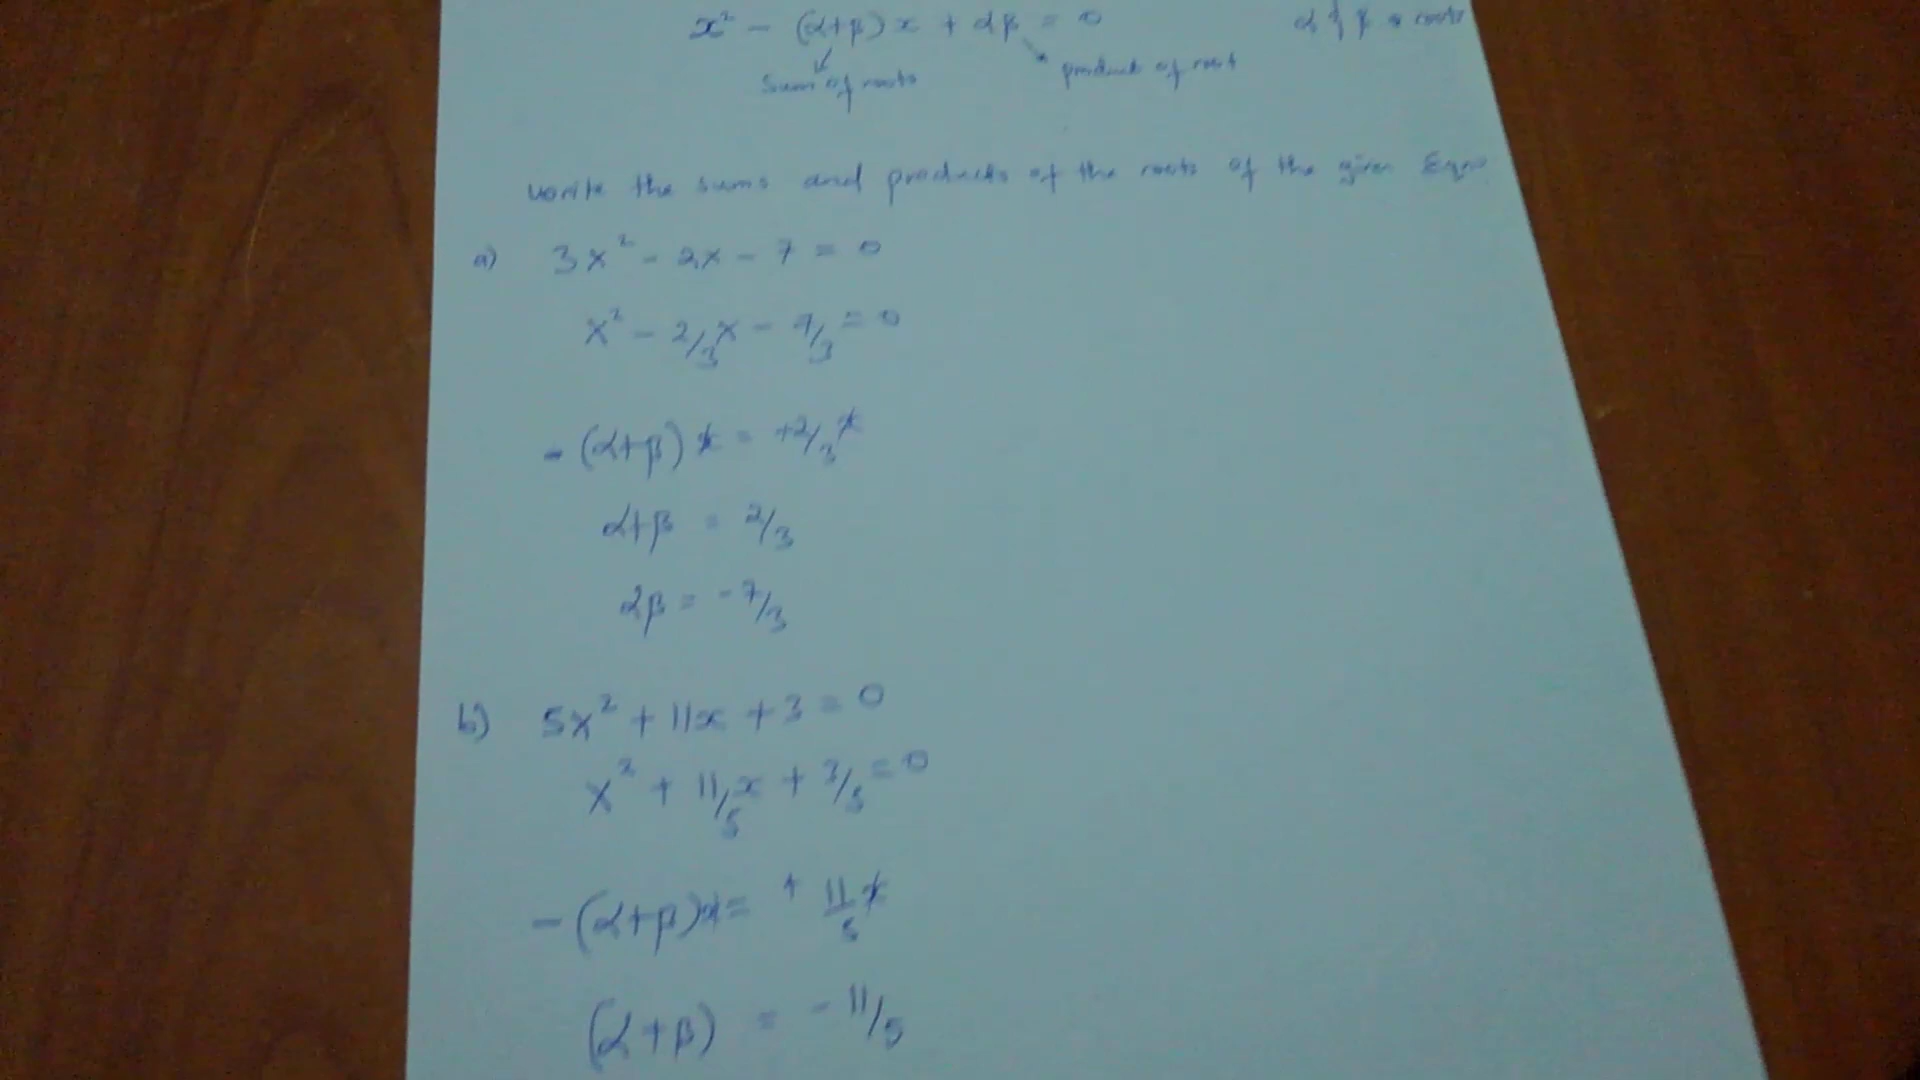 x² - (α+β)x + αβ = 0 α & β → roots
Sum of roots product of root
Write the sums and products of the roots of the given Eqn
a) 3x² - 2x - 7 = 0
x² - 2/3x - 7/3 = 0
- (α+β)x = +2/3x
α+β = 2/3
αβ = -7/3
b) 5x² + 11x + 3 = 0
x² + 11/5x + 3/5 = 0
- (α+β)x = + 11/5x
(α+β) = - 11/5